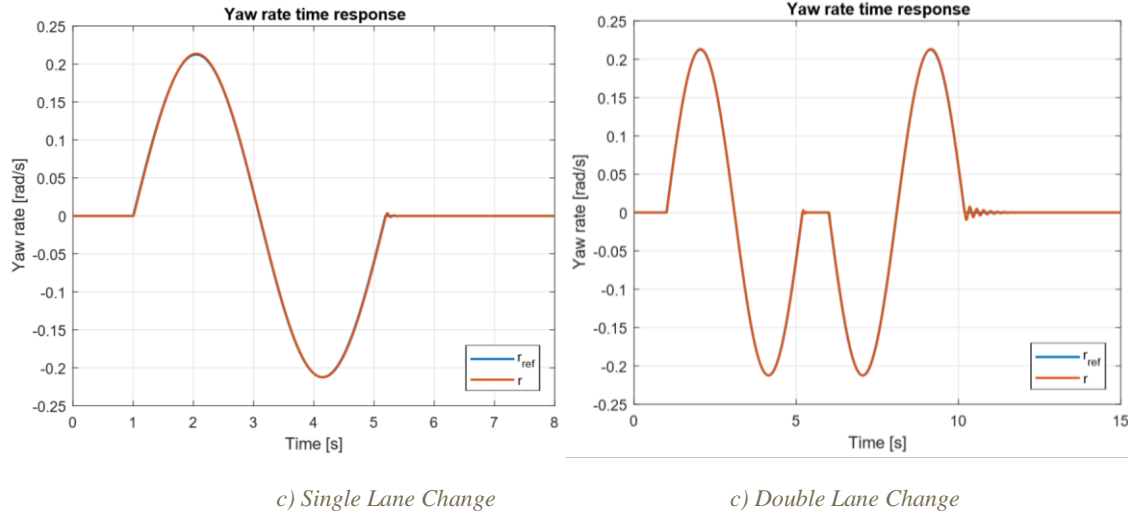 Yaw rate time response
0.25
0.2
0.15
0.1
0.05
0
-0.05
-0.1
-0.15
-0.2
-0.25
Yaw rate [rad/s]
0 1 2 3 4 5 6 7 8
Time [s]
r_ref
r
Yaw rate time response
0.25
0.2
0.15
0.1
0.05
0
-0.05
-0.1
-0.15
-0.2
-0.25
Yaw rate [rad/s]
0 5 10 15
Time [s]
r_ref
r
c) Single Lane Change
c) Double Lane Change